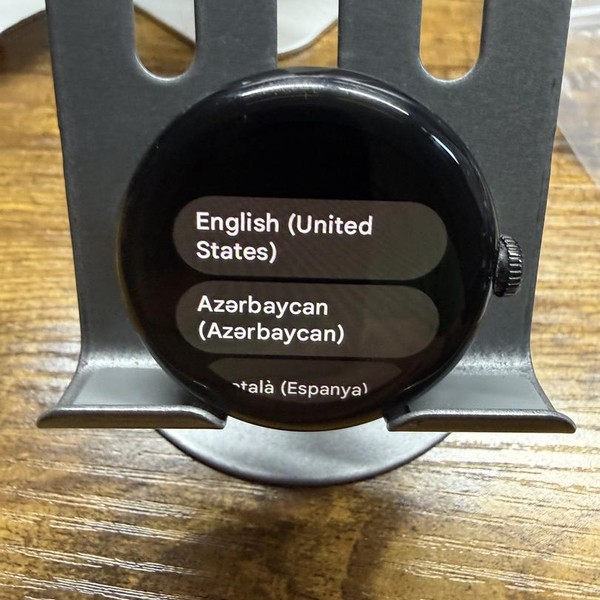 English (United
States)
Azərbaycan
(Azərbaycan)
(Espanya)